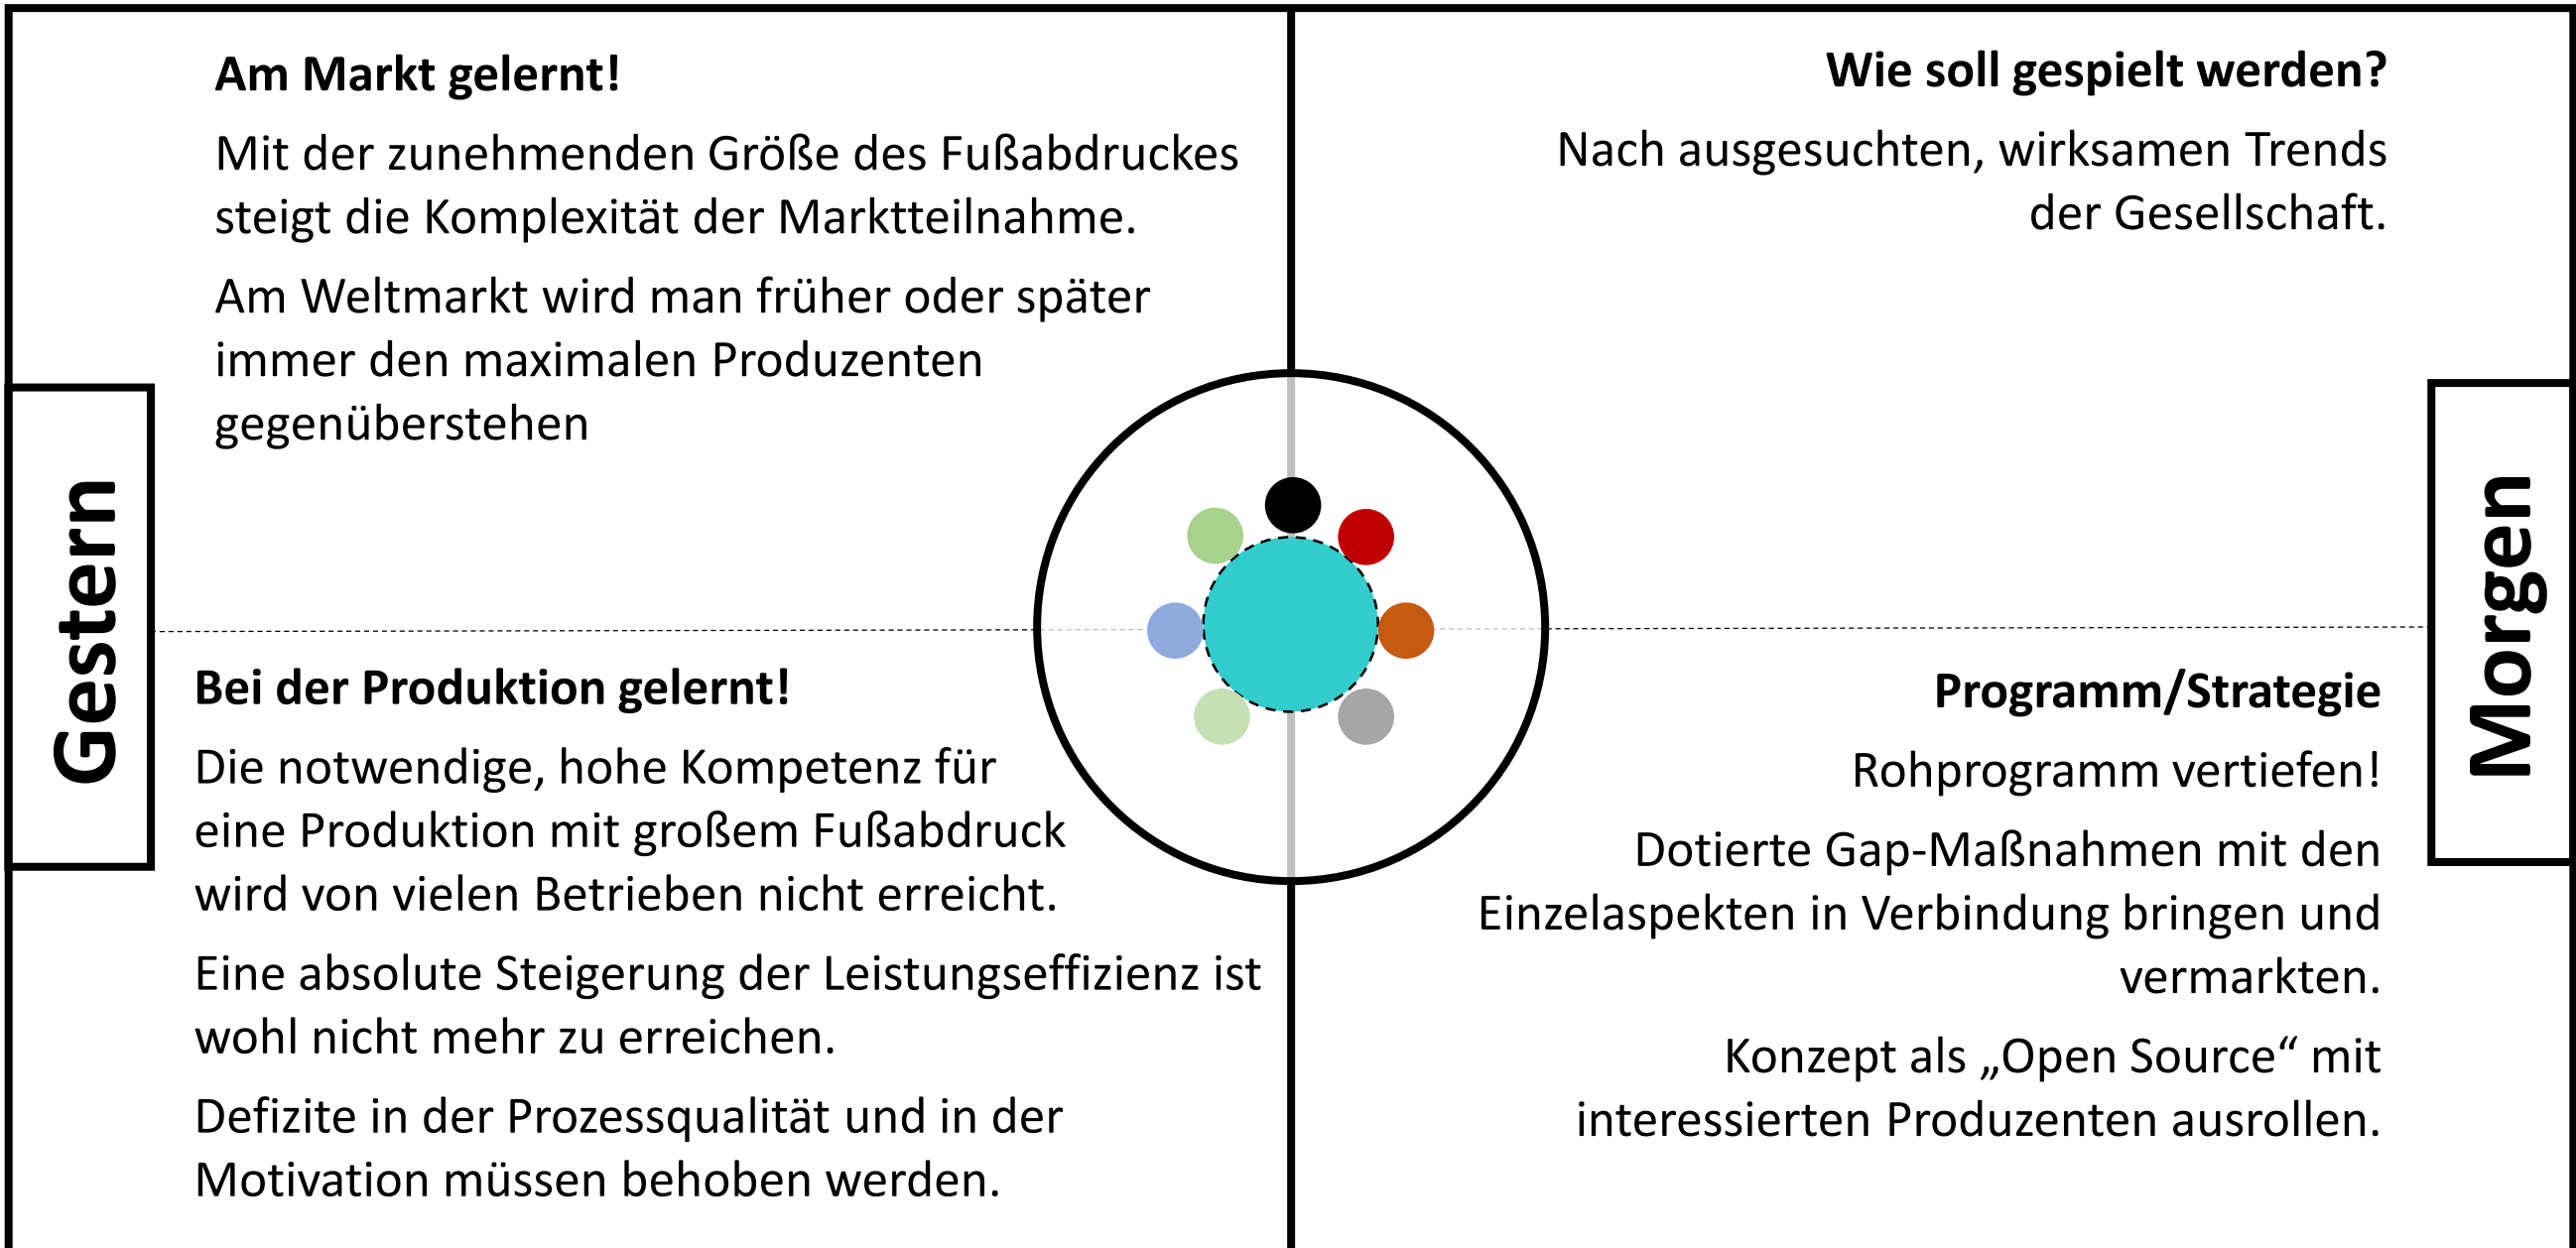 Am Markt gelernt!
Mit der zunehmenden Größe des Fußabdruckes
steigt die Komplexität der Marktteilnahme.
Am Weltmarkt wird man früher oder später
immer den maximalen Produzenten
gegenüberstehen
Wie soll gespielt werden?
Nach ausgesuchten, wirksamen Trends
der Gesellschaft.
Gestern
Morgen
Bei der Produktion gelernt!
Die notwendige, hohe Kompetenz für
eine Produktion mit großem Fußabdruck
wird von vielen Betrieben nicht erreicht.
Eine absolute Steigerung der Leistungseffizienz ist
wohl nicht mehr zu erreichen.
Defizite in der Prozessqualität und in der
Motivation müssen behoben werden.
Programm/Strategie
Rohprogramm vertiefen!
Dotierte Gap-Maßnahmen mit den
Einzelaspekten in Verbindung bringen und
vermarkten.
Konzept als „Open Source“ mit
interessierten Produzenten ausrollen.